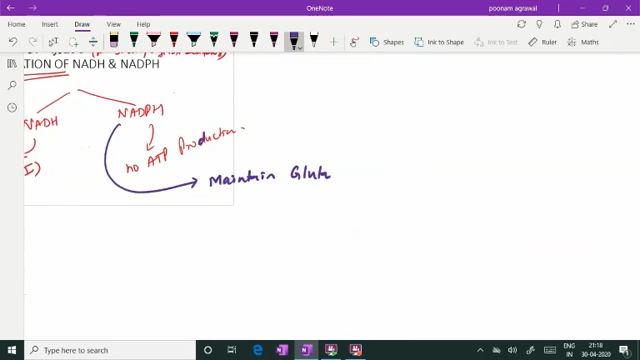 OneNote
poonam agrawal
Home Insert Draw View Help
Share
Shapes Ink to Shape Ink to Text Ruler Maths
ATION OF NADH & NADPH
NADH NADPH
I) no ATP Production.
Maintain Gluta
Type here to search
ENG 21:18
IN 30-04-2020